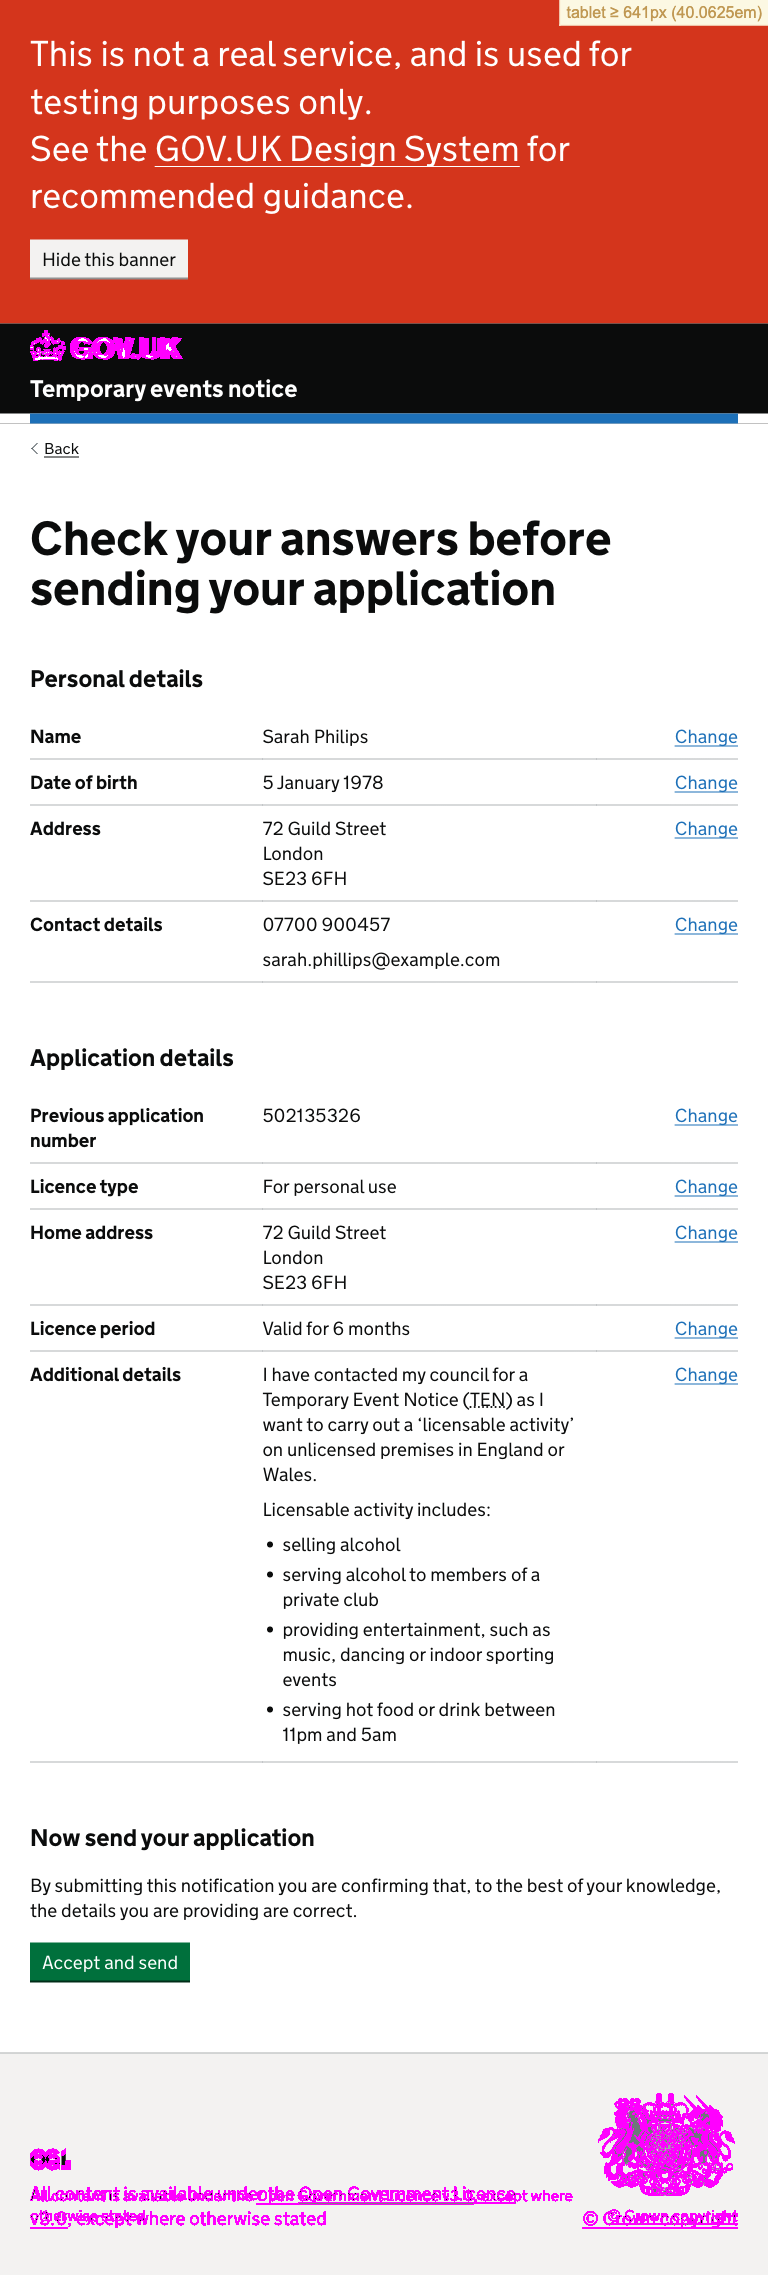 tablet ≥ 641px (40.0625em)
This is not a real service, and is used for
testing purposes only.
See the GOV.UK Design System for
recommended guidance.
Hide this banner
GOV.UK
Temporary events notice
Back
Check your answers before
sending your application
Personal details
Name Sarah Philips Change
Date of birth 5 January 1978 Change
Address 72 Guild Street Change
London
SE23 6FH
Contact details 07700 900457 Change
sarah.phillips@example.com
Application details
Previous application 502135326 Change
number
Licence type For personal use Change
Home address 72 Guild Street Change
London
SE23 6FH
Licence period Valid for 6 months Change
Additional details I have contacted my council for a Change
Temporary Event Notice (TEN) as I
want to carry out a ‘licensable activity’
on unlicensed premises in England or
Wales.
Licensable activity includes:
• selling alcohol
• serving alcohol to members of a
private club
• providing entertainment, such as
music, dancing or indoor sporting
events
• serving hot food or drink between
11pm and 5am
Now send your application
By submitting this notification you are confirming that, to the best of your knowledge,
the details you are providing are correct.
Accept and send
OGL
All content is available under the Open Government Licence
v3.0, except where otherwise stated
© Crown copyright